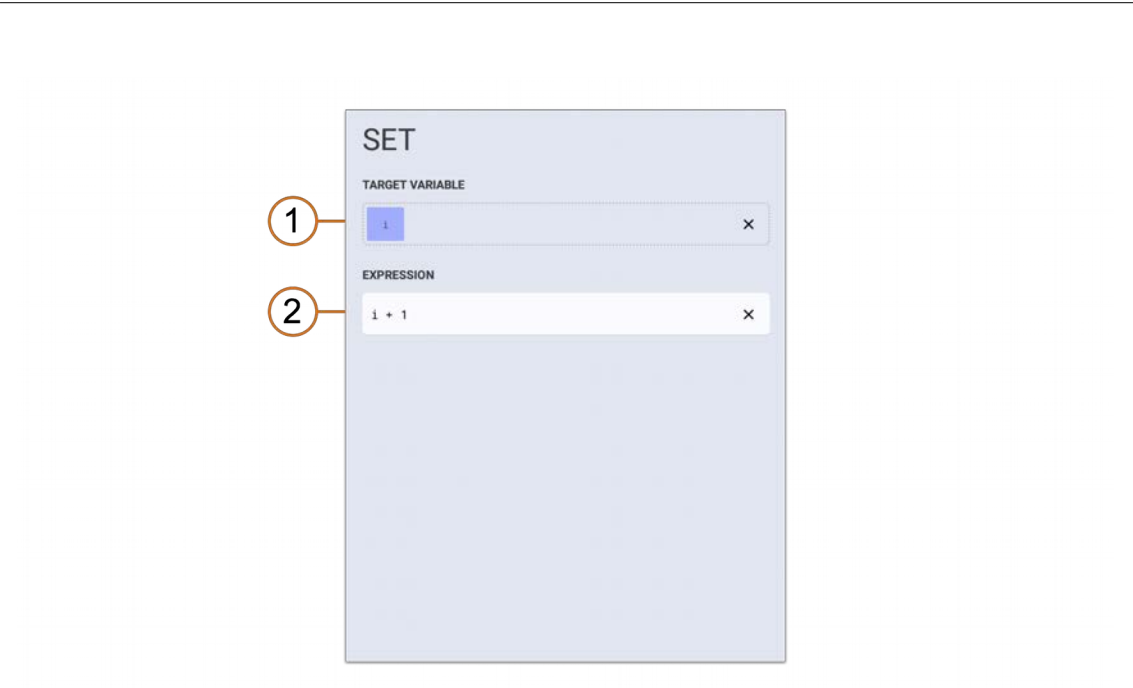 SET
TARGET VARIABLE
1
i ✕
EXPRESSION
2
i + 1 ✕